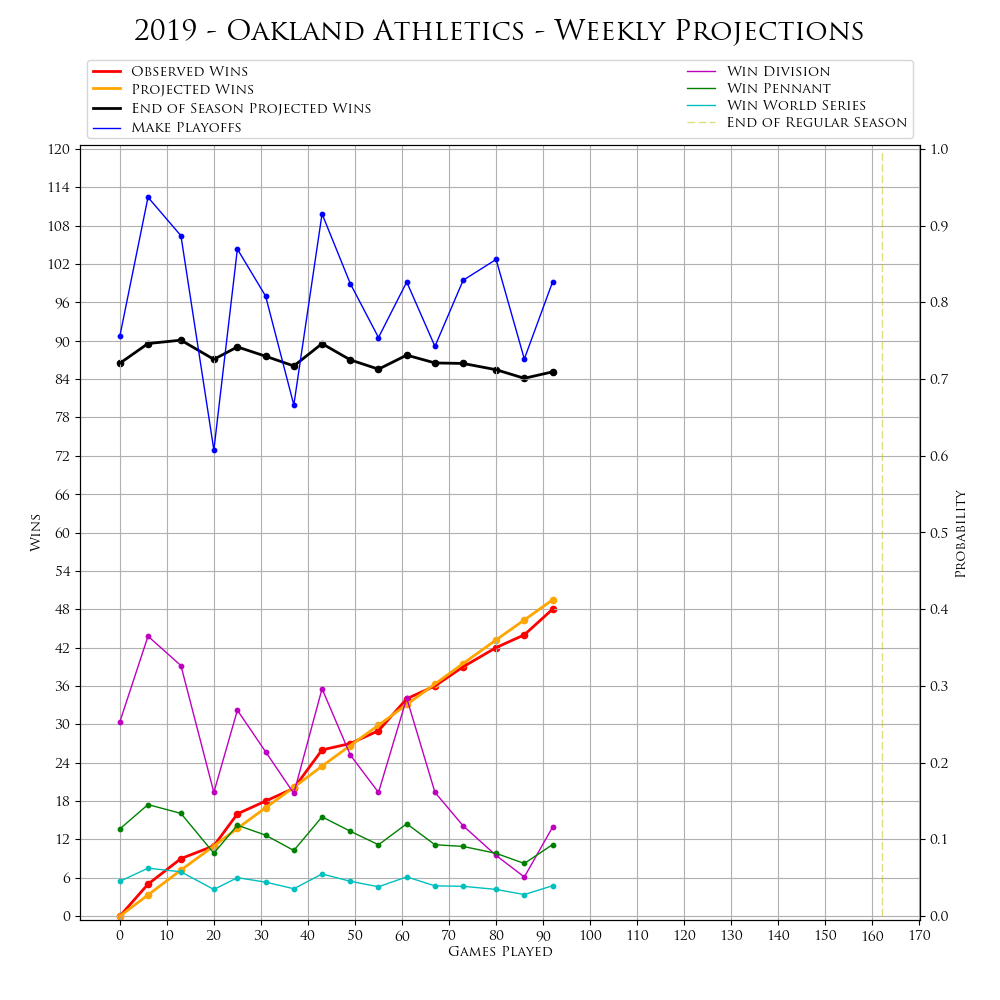 2019 - Oakland Athletics - Weekly Projections
Observed Wins
Projected Wins
End of Season Projected Wins
Make Playoffs
Win Division
Win Pennant
Win World Series
End of Regular Season
120
114
108
102
96
90
84
78
72
66
60
54
48
42
36
30
24
18
12
6
0
Wins
1.0
0.9
0.8
0.7
0.6
0.5
0.4
0.3
0.2
0.1
0.0
Probability
0 10 20 30 40 50 60 70 80 90 100 110 120 130 140 150 160 170
Games Played